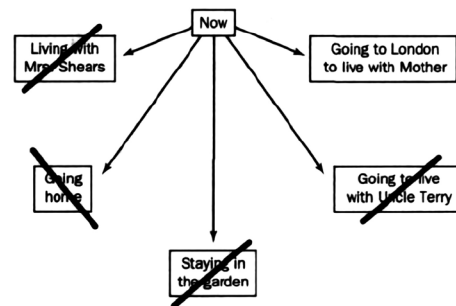 Now
Living with
Mrs. Shears
Going to London
to live with Mother
Going
home
Going to live
with Uncle Terry
Staying in
the garden